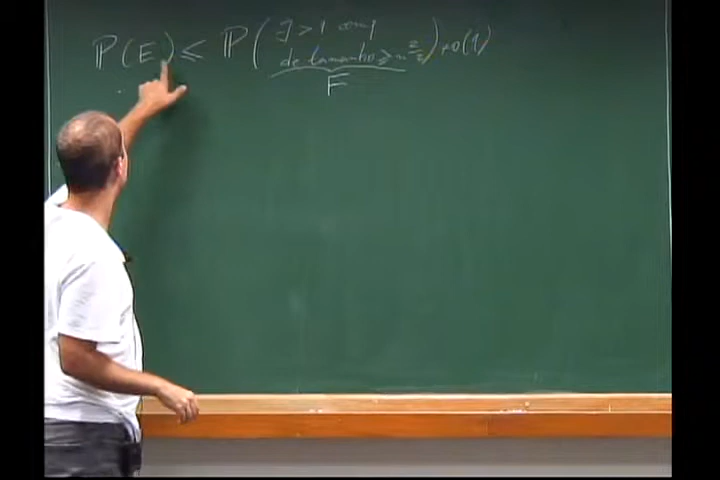 ∃ > 1 comp
P(E) ≤ P( de tamanho ≥ n^{2/3} ) + o(1)
F